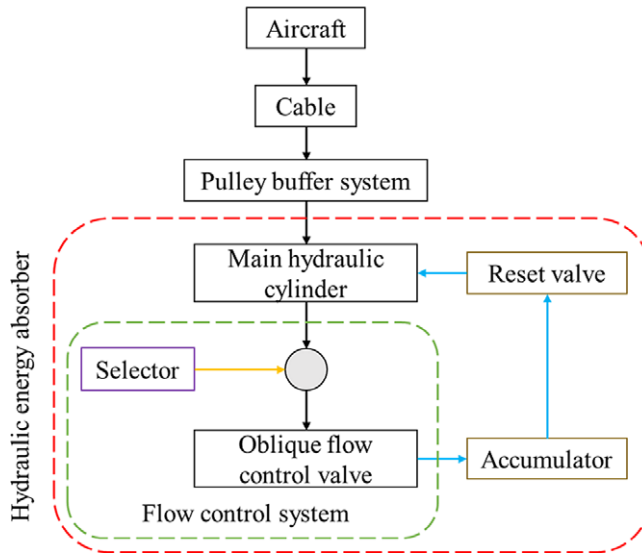 Aircraft
Cable
Pulley buffer system
Hydraulic energy absorber
Main hydraulic
cylinder
Reset valve
Selector
Oblique flow
control valve
Accumulator
Flow control system